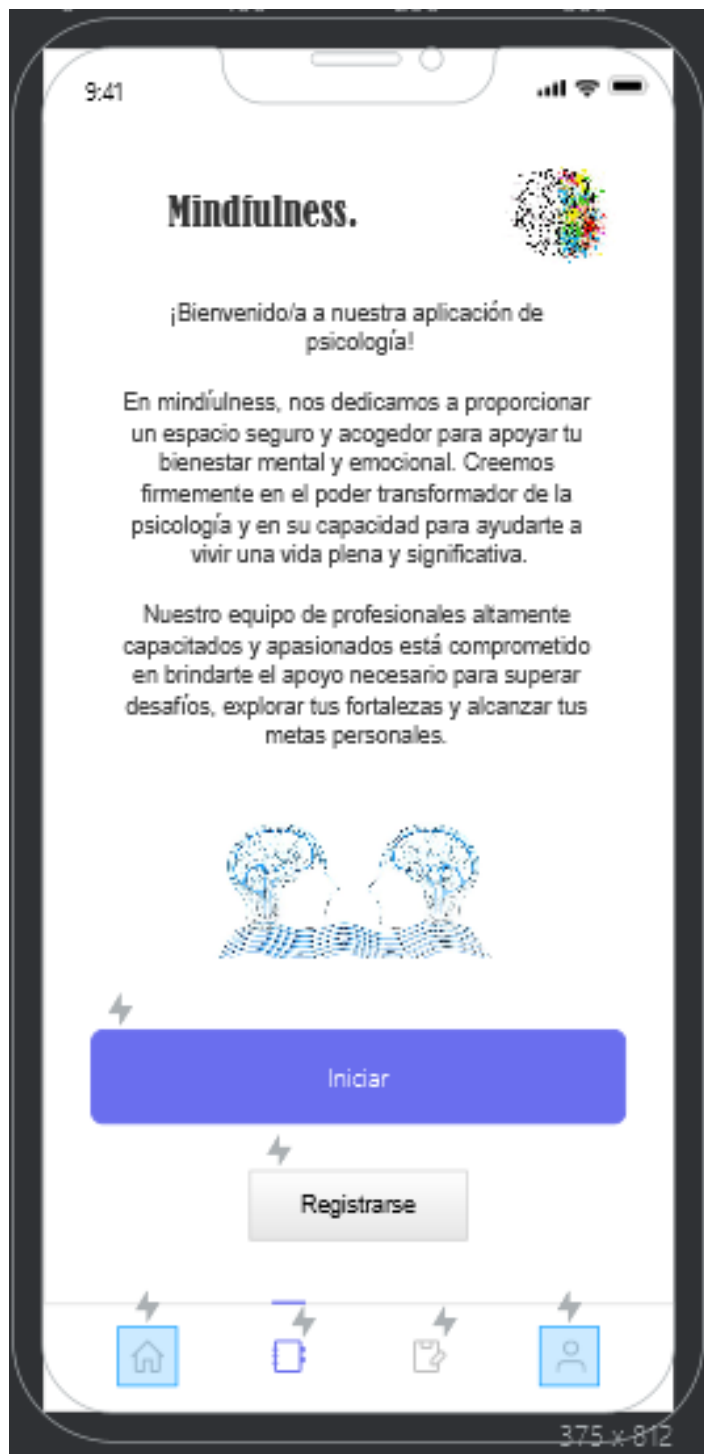 9:41
Mindfulness.
¡Bienvenido/a a nuestra aplicación de
psicología!
En mindíulness, nos dedicamos a proporcionar
un espacio seguro y acogedor para apoyar tu
bienestar mental y emocional. Creemos
firmemente en el poder transformador de la
psicología y en su capacidad para ayudarte a
vivir una vida plena y significativa.
Nuestro equipo de profesionales altamente
capacitados y apasionados está comprometido
en brindarte el apoyo necesario para superar
desafíos, explorar tus fortalezas y alcanzar tus
metas personales.
Iniciar
Registrarse
375 x 812